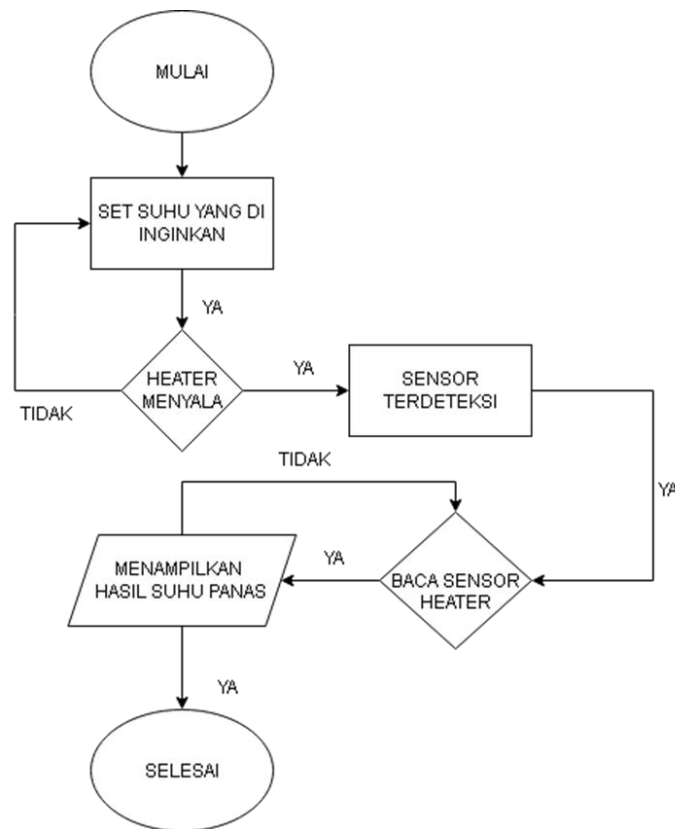 MULAI
SET SUHU YANG DI
INGINKAN
YA
HEATER
MENYALA
YA
SENSOR
TERDETEKSI
TIDAK
TIDAK
YA
MENAMPILKAN
HASIL SUHU PANAS
YA
BACA SENSOR
HEATER
YA
SELESAI